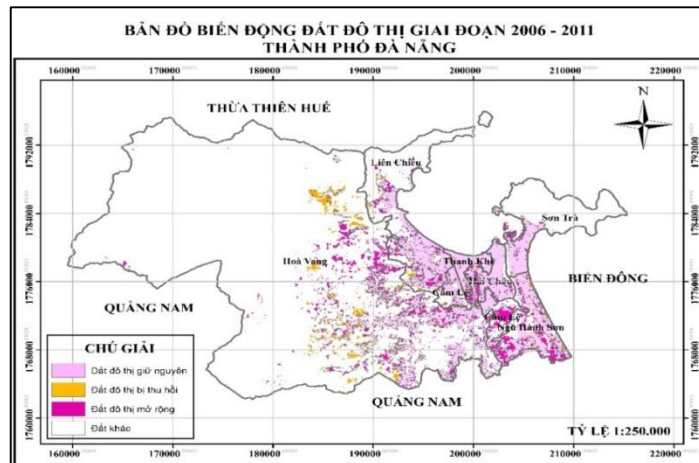 BẢN ĐỒ BIẾN ĐỘNG ĐẤT ĐÔ THỊ GIAI ĐOẠN 2006 - 2011
THÀNH PHỐ ĐÀ NẴNG
160000 170000 180000 190000 200000 210000 220000
THỪA THIÊN HUẾ
N
1792000 1792000
Liên Chiểu
1784000 1784000
Sơn Trà
Hoà Vang
Thanh Khê
BIỂN ĐÔNG
1776000 1776000
Hải Châu
Cẩm Lệ
QUẢNG NAM
Cẩm Lệ
Ngũ Hành Sơn
CHÚ GIẢI
1768000 1768000
Đất đô thị giữ nguyên
Đất đô thị bị thu hồi
QUẢNG NAM
Đất đô thị mở rộng
Đất khác
1760000 1760000
TỶ LỆ 1:250.000
160000 170000 180000 190000 200000 210000 220000